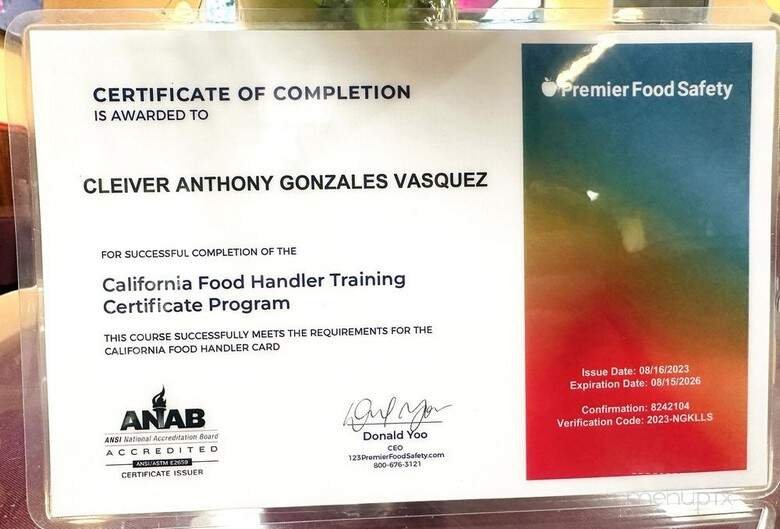 CERTIFICATE OF COMPLETION
IS AWARDED TO
CLEIVER ANTHONY GONZALES VASQUEZ
FOR SUCCESSFUL COMPLETION OF THE
California Food Handler Training
Certificate Program
THIS COURSE SUCCESSFULLY MEETS THE REQUIREMENTS FOR THE
CALIFORNIA FOOD HANDLER CARD
ANAB
ANSI National Accreditation Board
ACCREDITED
ANSI/ASTM E2659
CERTIFICATE ISSUER
Donald Yoo
CEO
123PremierFoodSafety.com
800-676-3121
Premier Food Safety
Issue Date: 08/16/2023
Expiration Date: 08/15/2026
Confirmation: 8242104
Verification Code: 2023-NGKLLS